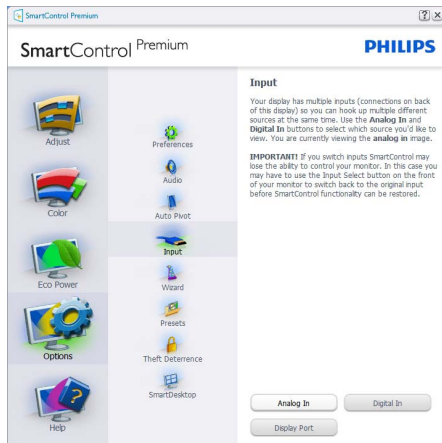 SmartControl Premium
SmartControl Premium
PHILIPS
Adjust
Color
Eco Power
Options
Help
Preferences
Audio
Auto Pivot
Input
Wizard
Presets
Theft Deterrence
SmartDesktop
Input
Your display has multiple inputs (connections on back
of this display) so you can hook up multiple different
sources at the same time. Use the Analog In and
Digital In buttons to select which source you'd like to
view. You are currently viewing the analog in image.
IMPORTANT! If you switch inputs SmartControl may
lose the ability to control your monitor. In this case you
may have to use the Input Select button on the front
of your monitor to switch back to the original input
before SmartControl functionality can be restored.
Analog In
Digital In
Display Port